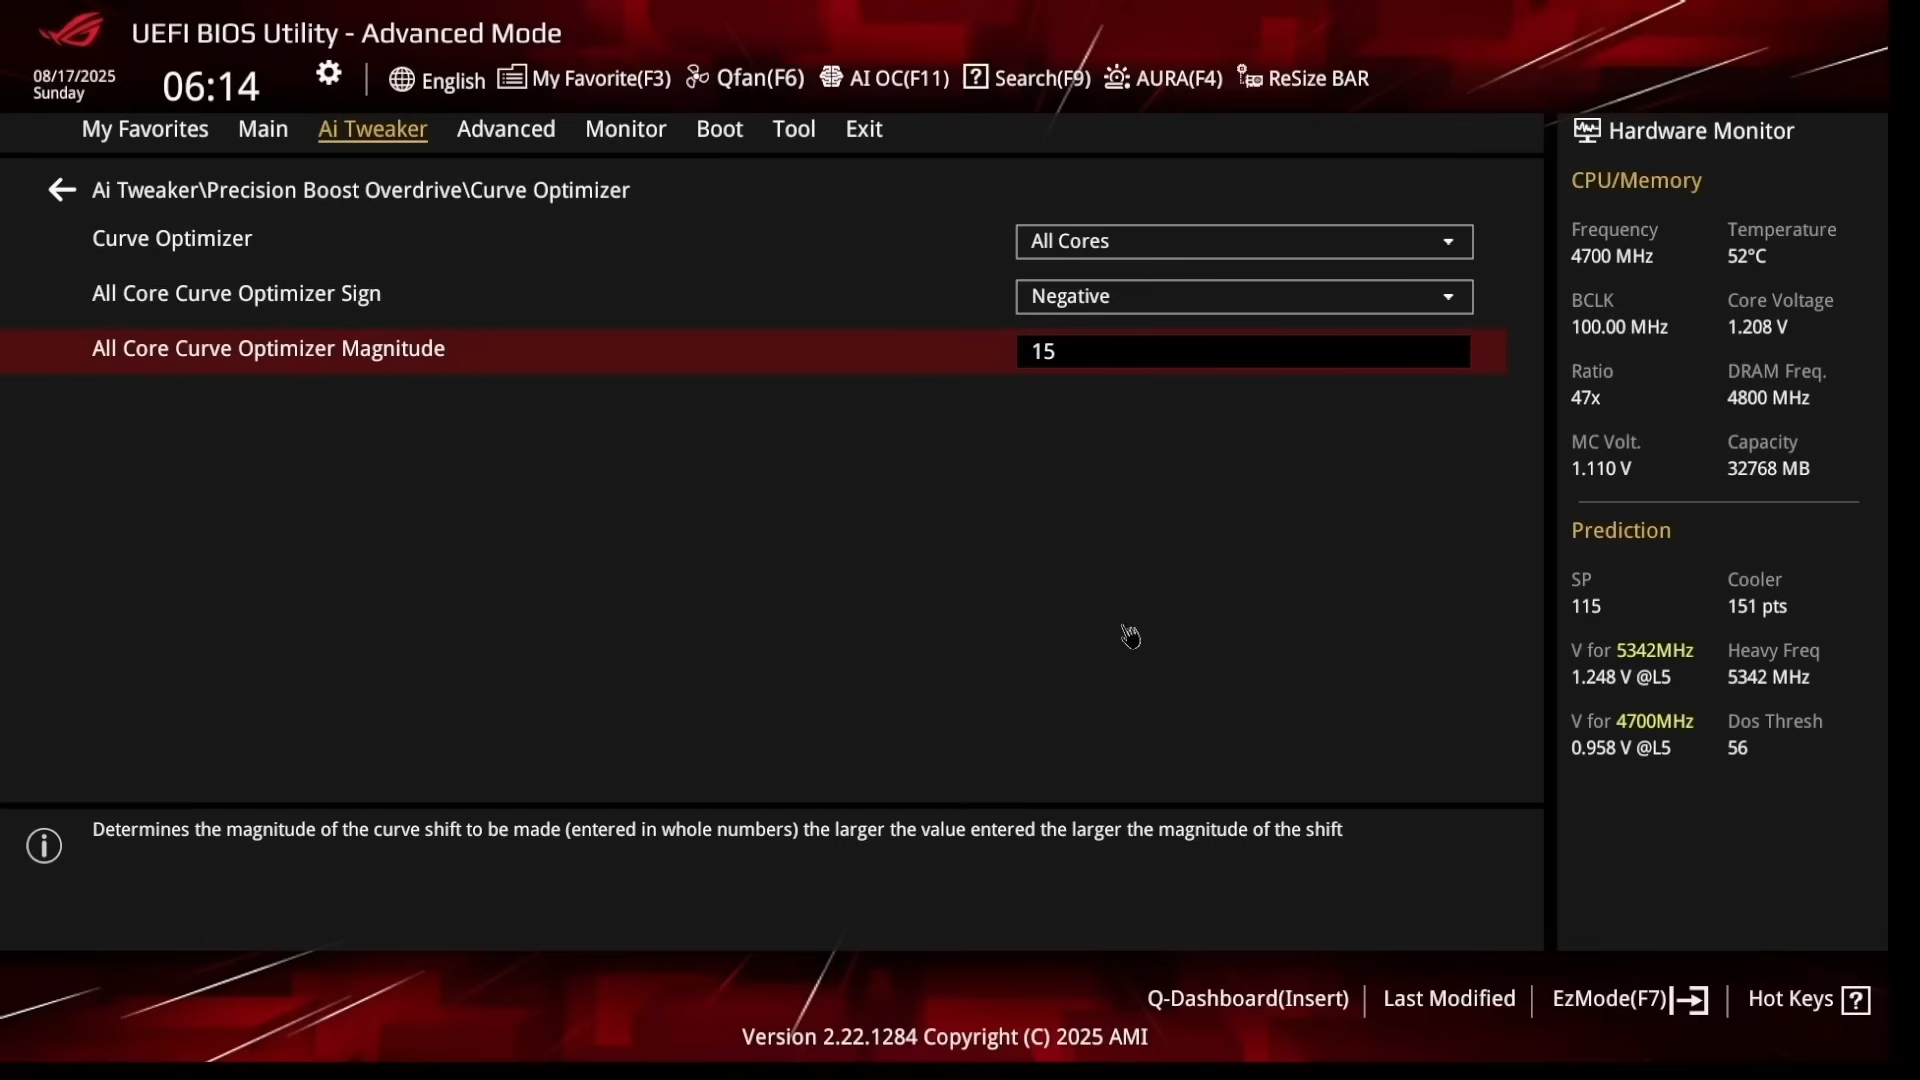 UEFI BIOS Utility - Advanced Mode
08/17/2025
Sunday
06:14
English
My Favorite(F3)
Qfan(F6)
AI OC(F11)
Search(F9)
AURA(F4)
ReSize BAR
My Favorites
Main
Ai Tweaker
Advanced
Monitor
Boot
Tool
Exit
Ai Tweaker\Precision Boost Overdrive\Curve Optimizer
Curve Optimizer
All Cores
All Core Curve Optimizer Sign
Negative
All Core Curve Optimizer Magnitude
15
Determines the magnitude of the curve shift to be made (entered in whole numbers) the larger the value entered the larger the magnitude of the shift
Hardware Monitor
CPU/Memory
Frequency Temperature
4700 MHz 52°C
BCLK Core Voltage
100.00 MHz 1.208 V
Ratio DRAM Freq.
47x 4800 MHz
MC Volt. Capacity
1.110 V 32768 MB
Prediction
SP Cooler
115 151 pts
V for 5342MHz Heavy Freq
1.248 V @L5 5342 MHz
V for 4700MHz Dos Thresh
0.958 V @L5 56
Q-Dashboard(Insert)
Last Modified
EzMode(F7)
Hot Keys ?
Version 2.22.1284 Copyright (C) 2025 AMI